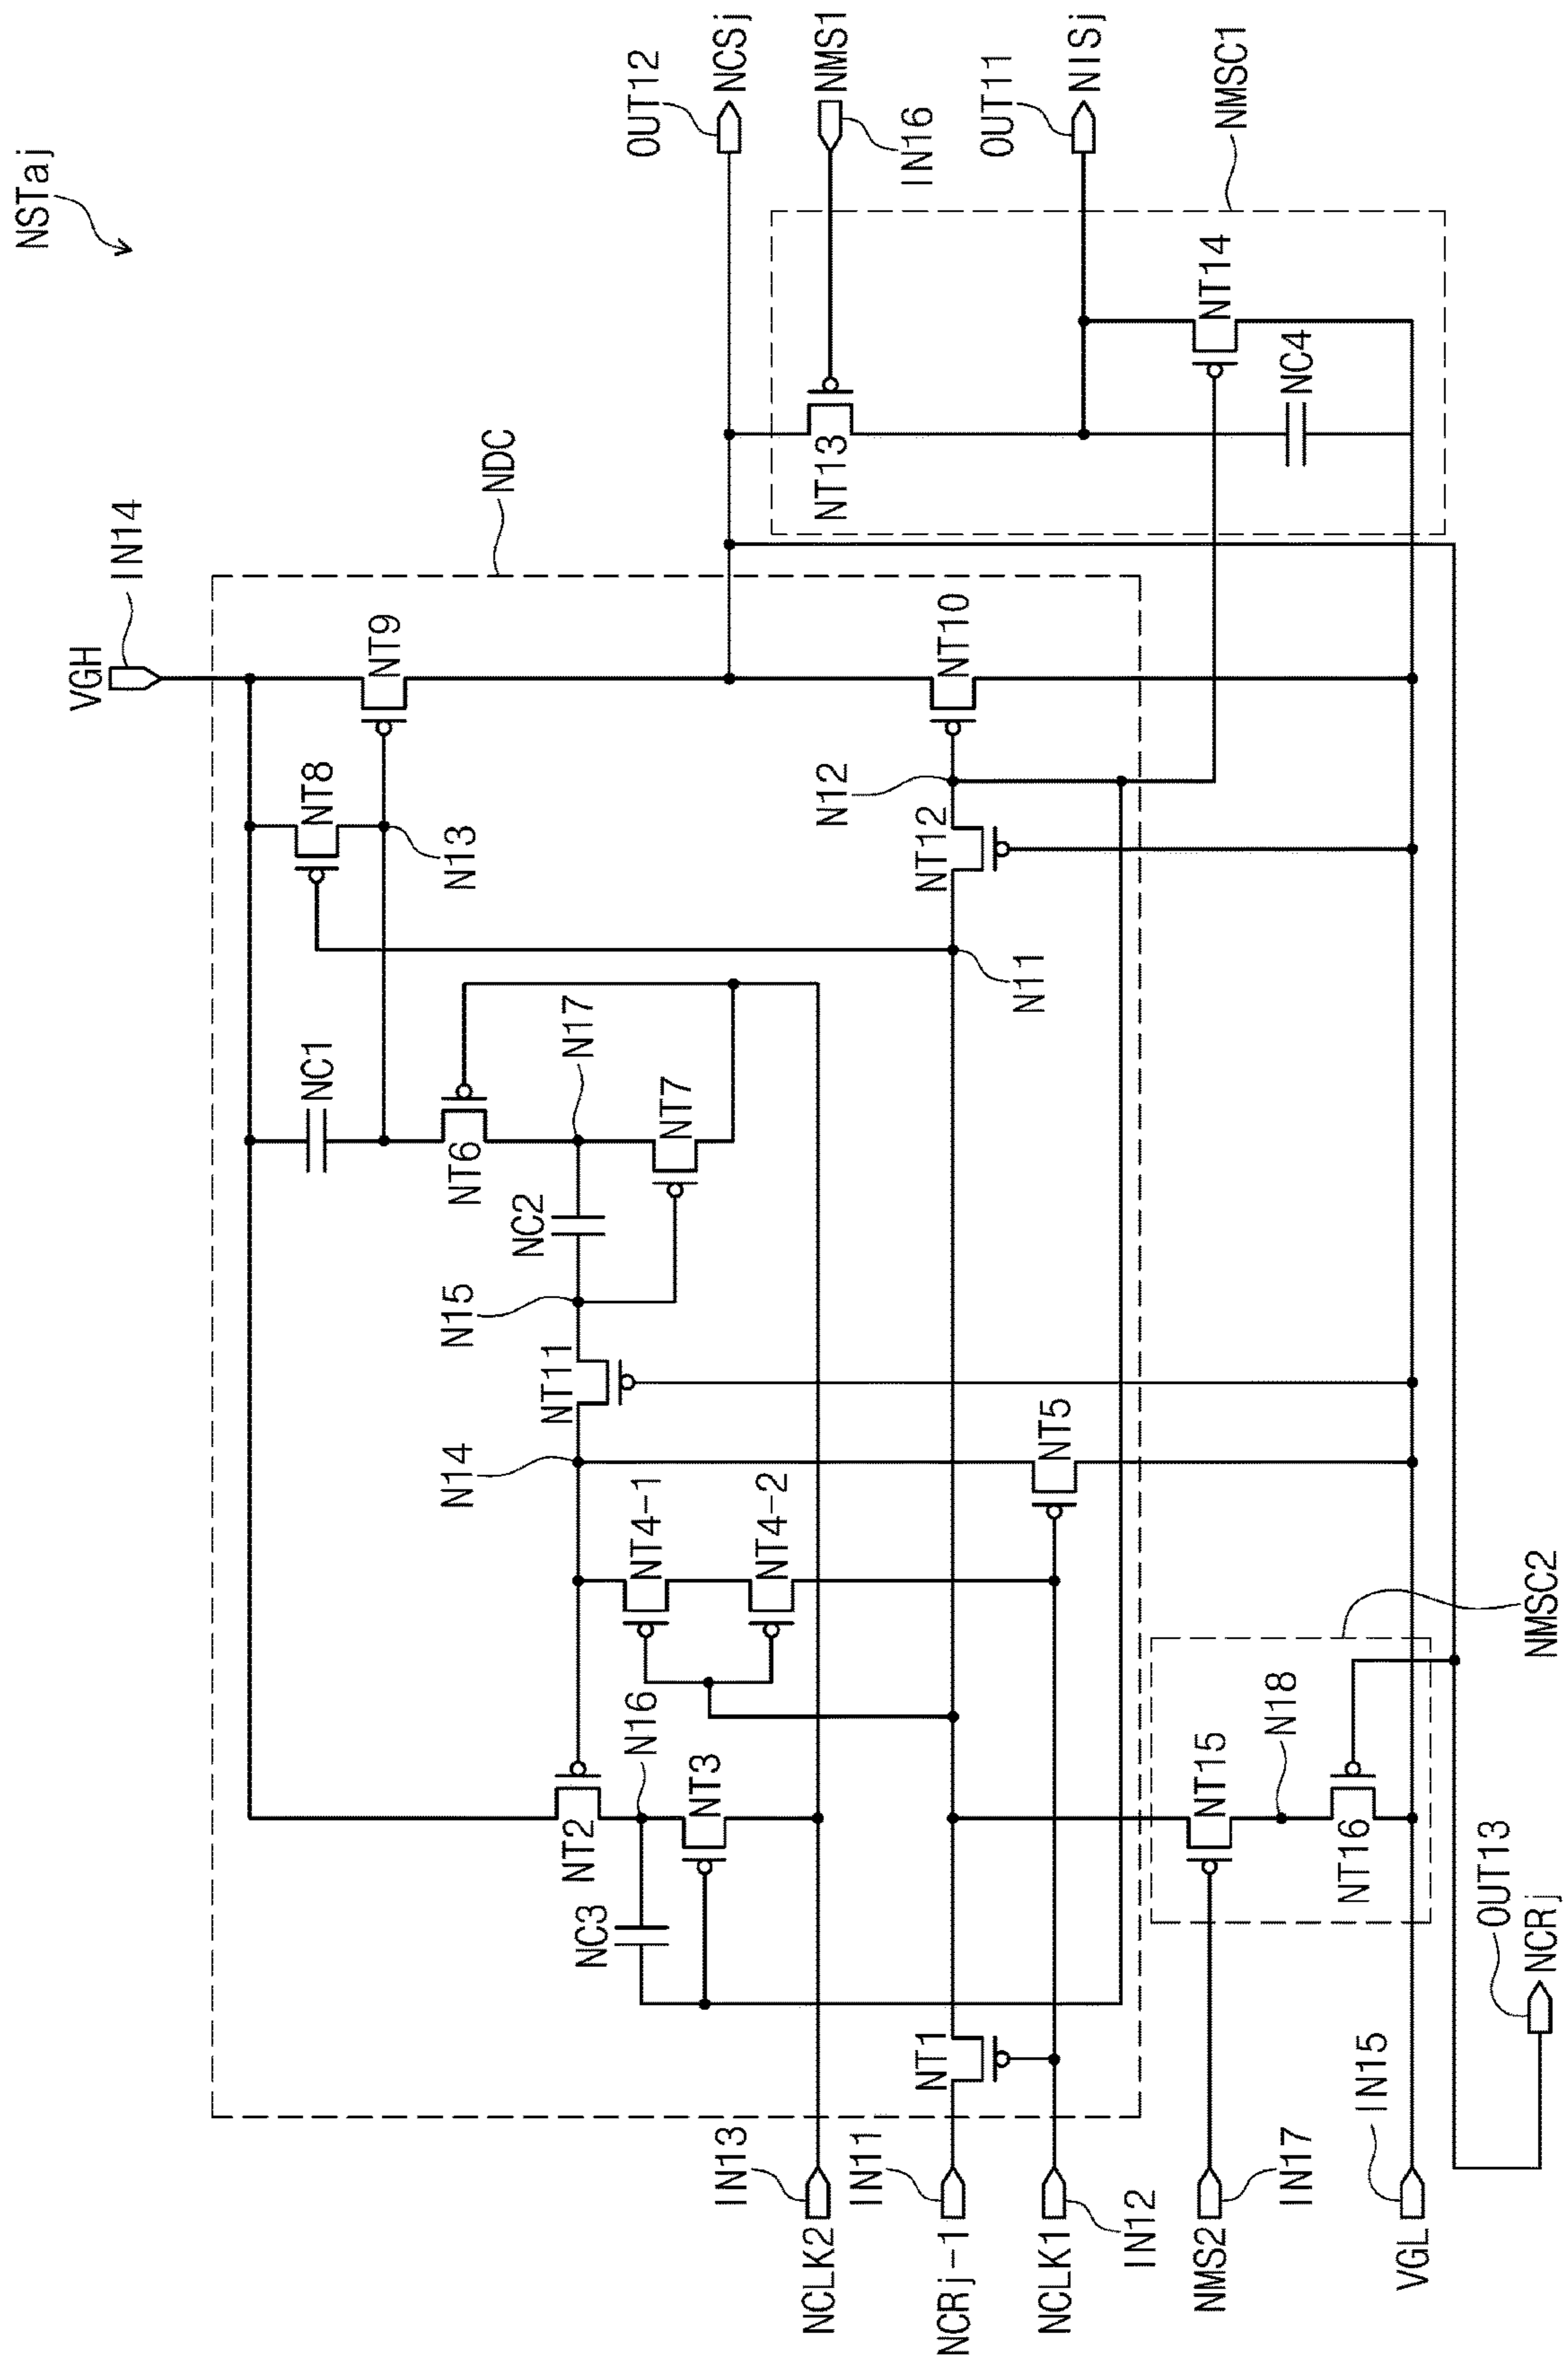 NSTaj
VGH
IN14
NDC
OUT12
NCSj
NMS1
IN16
OUT11
NISj
NMSC1
NT9
NT8
N13
NC1
NT6
N17
NT7
NC2
N15
NT11
N14
NT4-1
NT4-2
NT2
N16
NT3
NC3
NT10
N12
NT12
N11
NT5
NT1
NT13
NT14
NC4
NT15
N18
NT16
NMSC2
IN13
NCLK2
IN11
NCRj-1
NCLK1
IN12
NMS2
IN17
IN15
VGL
OUT13
NCRj